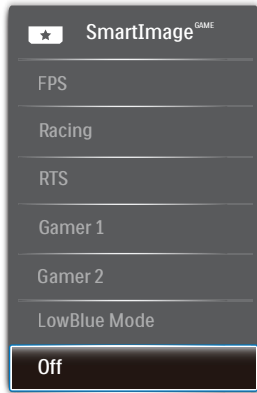 SmartImage GAME
FPS
Racing
RTS
Gamer 1
Gamer 2
LowBlue Mode
Off